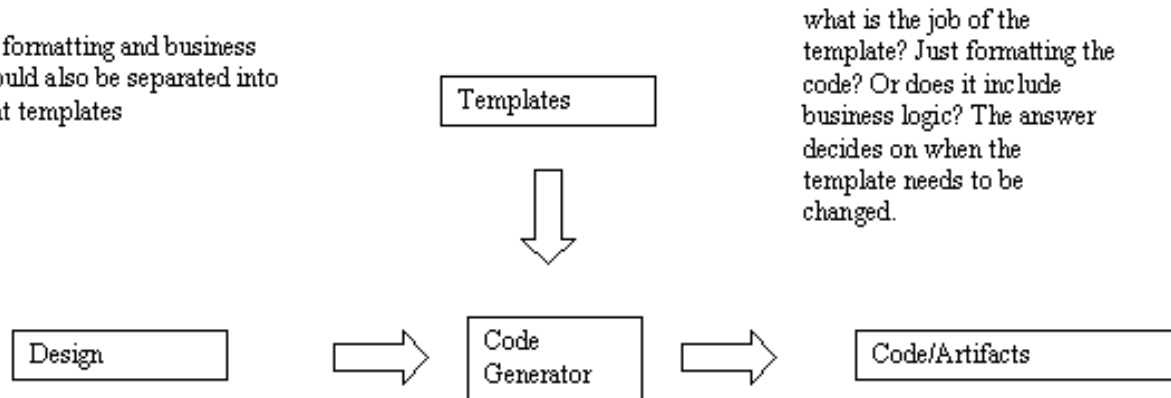 formatting and business
ould also be separated into
templates
what is the job of the
template? Just formatting the
code? Or does it include
business logic? The answer
decides on when the
template needs to be
changed.
Templates
Design
Code
Generator
Code/Artifacts